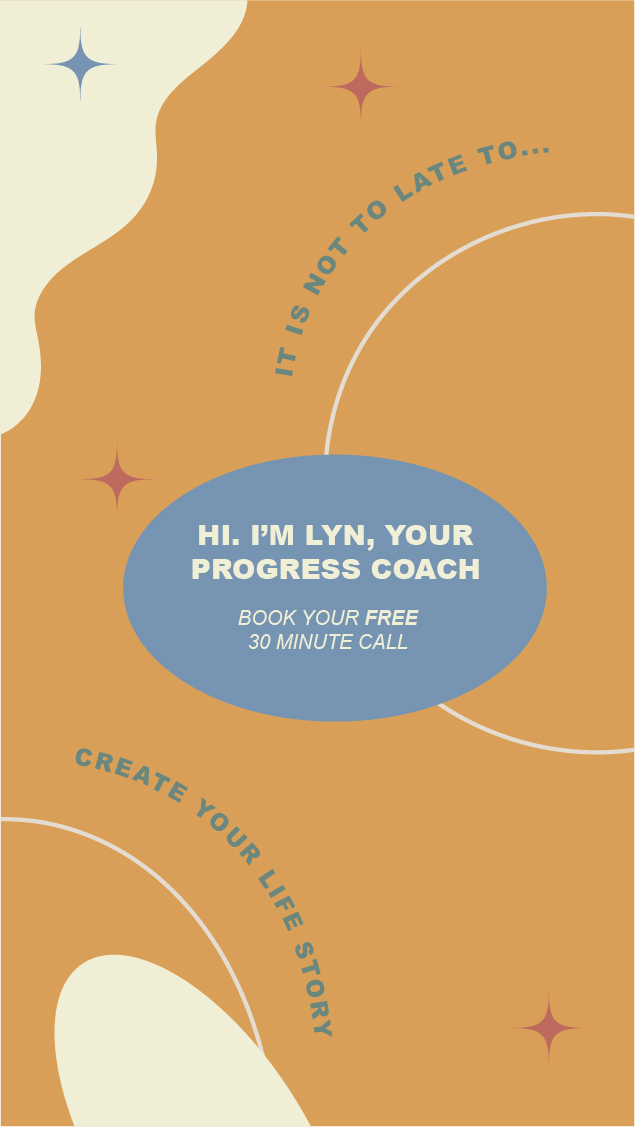 IT IS NOT TO LATE TO...
HI. I'M LYN, YOUR
PROGRESS COACH
BOOK YOUR FREE
30 MINUTE CALL
CREATE YOUR LIFE STORY